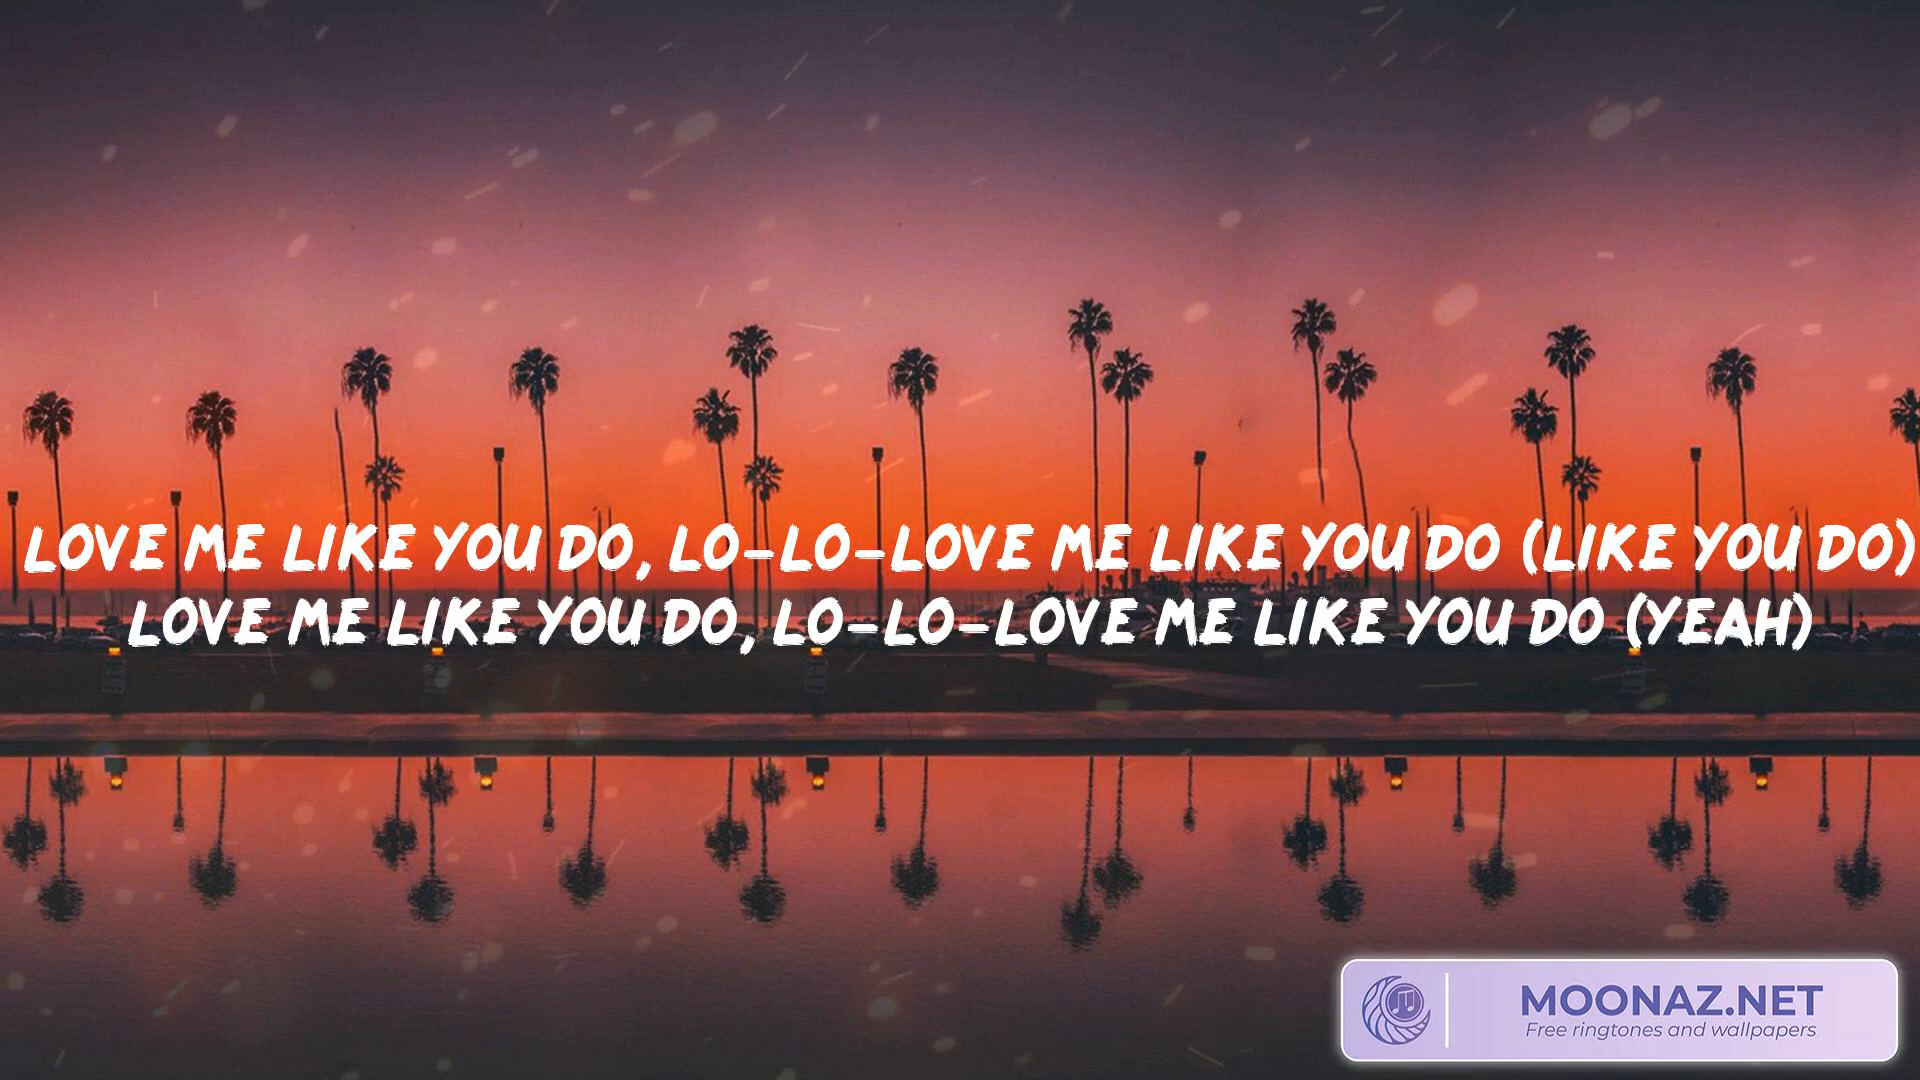 LOVE ME LIKE YOU DO, LO-LO-LOVE ME LIKE YOU DO (LIKE YOU DO)
LOVE ME LIKE YOU DO, LO-LO-LOVE ME LIKE YOU DO (YEAH)
MOONAZ.NET
Free ringtones and wallpapers